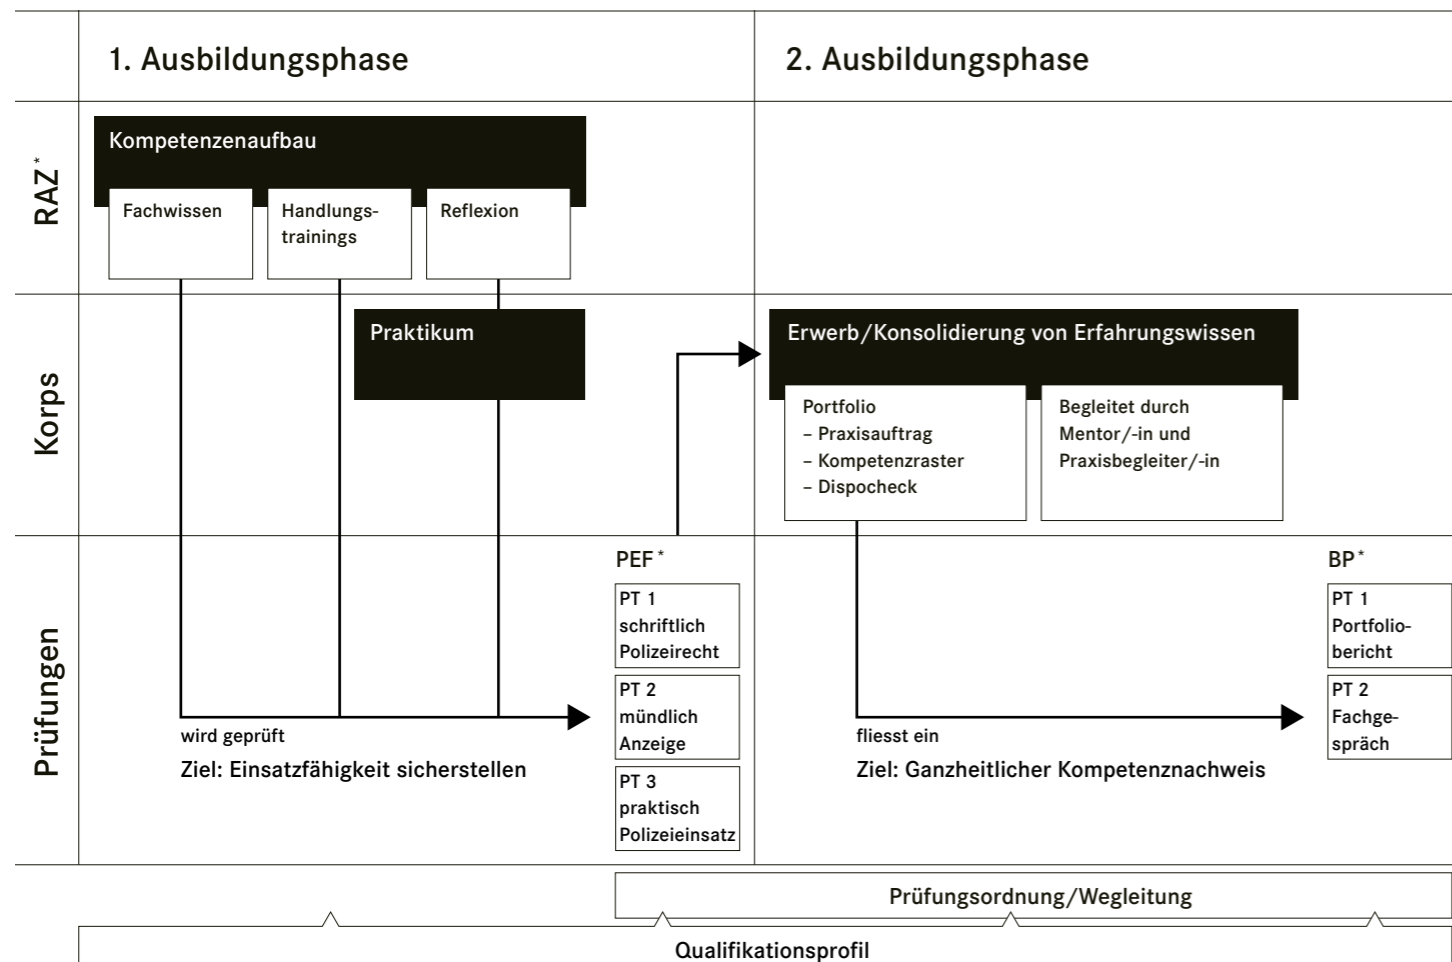 1. Ausbildungsphase
2. Ausbildungsphase
RAZ*
Kompetenzenaufbau
Fachwissen
Handlungs-
trainings
Reflexion
Korps
Praktikum
Erwerb/Konsolidierung von Erfahrungswissen
Portfolio
– Praxisauftrag
– Kompetenzraster
– Dispocheck
Begleitet durch
Mentor/-in und
Praxisbegleiter/-in
Prüfungen
wird geprüft
Ziel: Einsatzfähigkeit sicherstellen
PEF*
PT 1
schriftlich
Polizeirecht
PT 2
mündlich
Anzeige
PT 3
praktisch
Polizeieinsatz
fliesst ein
Ziel: Ganzheitlicher Kompetenznachweis
BP*
PT 1
Portfolio-
bericht
PT 2
Fachge-
spräch
Prüfungsordnung/Wegleitung
Qualifikationsprofil